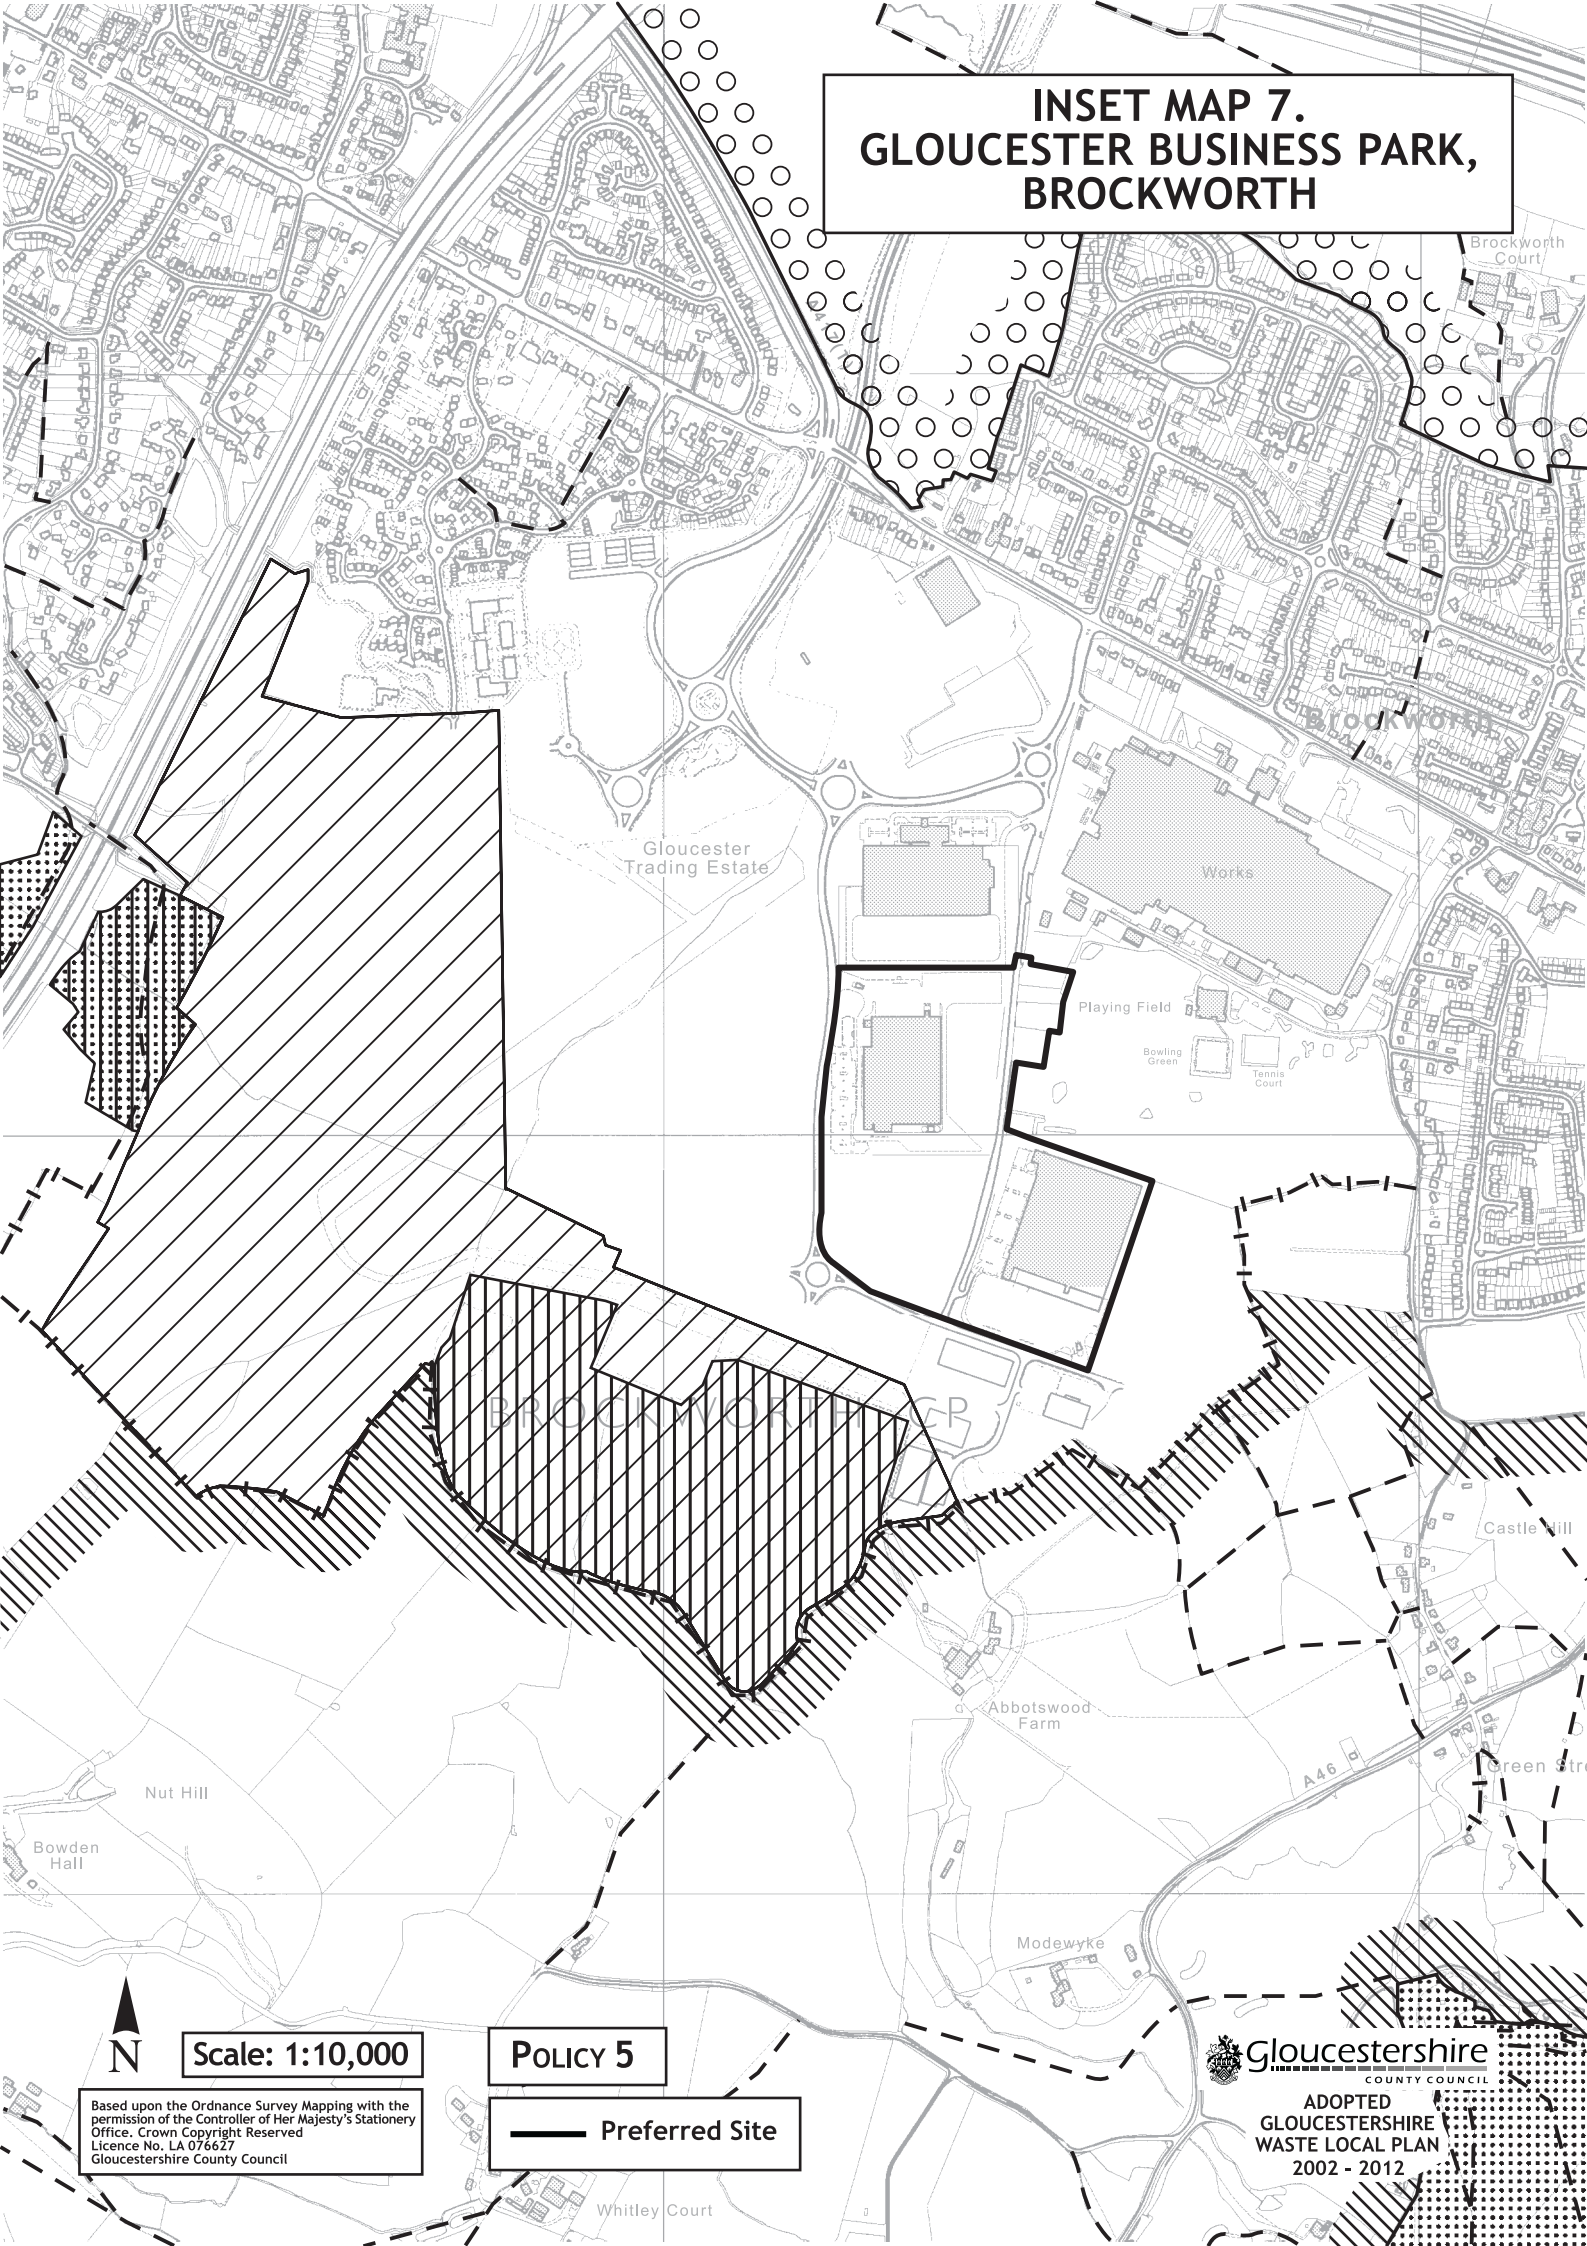 INSET MAP 7.
GLOUCESTER BUSINESS PARK,
BROCKWORTH
Brockworth
Court
Brockworth
Gloucester
Trading Estate
Works
Playing Field
Bowling
Green
Tennis
Court
BROCKWORTH CP
Castle Hill
Abbotswood
Farm
A46
Green Stre
Nut Hill
Bowden
Hall
Modewyke
N
Scale: 1:10,000
POLICY 5
Based upon the Ordnance Survey Mapping with the
permission of the Controller of Her Majesty's Stationery
Office. Crown Copyright Reserved
Licence No. LA 076627
Gloucestershire County Council
Preferred Site
Whitley Court
Gloucestershire
COUNTY COUNCIL
ADOPTED
GLOUCESTERSHIRE
WASTE LOCAL PLAN
2002 - 2012